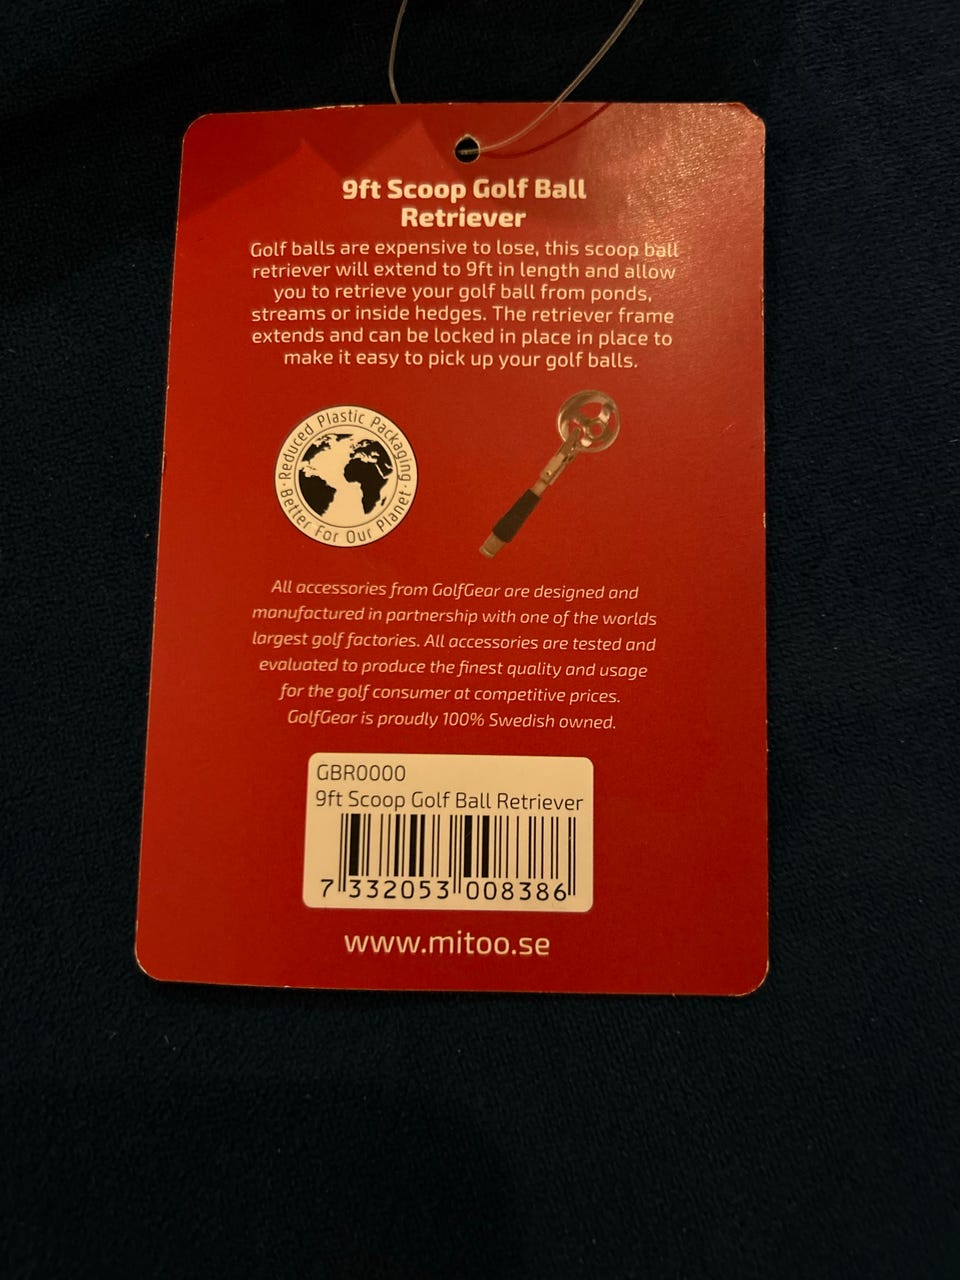 9ft Scoop Golf Ball
Retriever
Golf balls are expensive to lose, this scoop ball
retriever will extend to 9ft in length and allow
you to retrieve your golf ball from ponds,
streams or inside hedges. The retriever frame
extends and can be locked in place in place to
make it easy to pick up your golf balls.
· Reduced Plastic Packaging ·
Better For Our Planet
All accessories from GolfGear are designed and
manufactured in partnership with one of the worlds
largest golf factories. All accessories are tested and
evaluated to produce the finest quality and usage
for the golf consumer at competitive prices.
GolfGear is proudly 100% Swedish owned.
GBR0000
9ft Scoop Golf Ball Retriever
7 332053 008386
www.mitoo.se